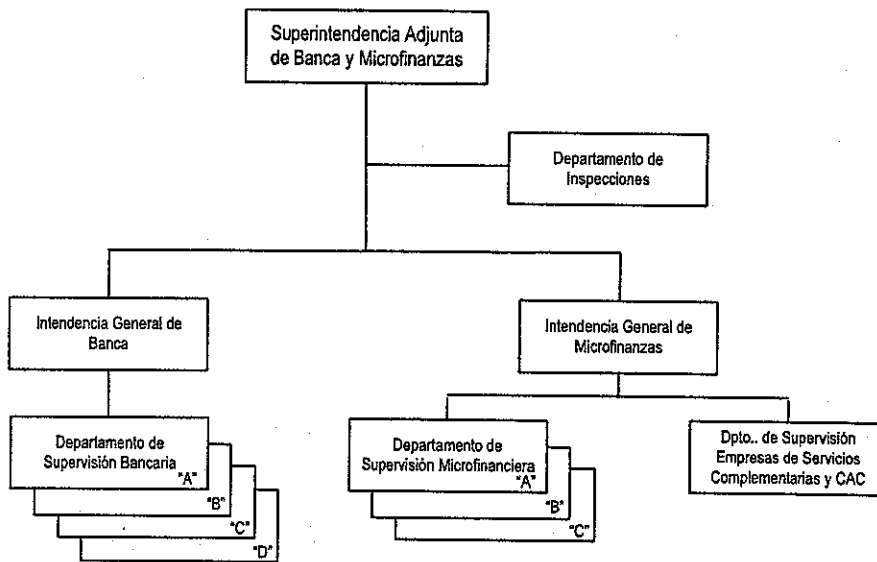 Superintendencia Adjunta
de Banca y Microfinanzas
Departamento de
Inspecciones
Intendencia General de
Banca
Intendencia General de
Microfinanzas
Departamento de
Supervisión Bancaria
"A"
"B"
"C"
"D"
Departamento de
Supervisión Microfinanciera
"A"
"B"
"C"
Dpto.. de Supervisión
Empresas de Servicios
Complementarias y CAC